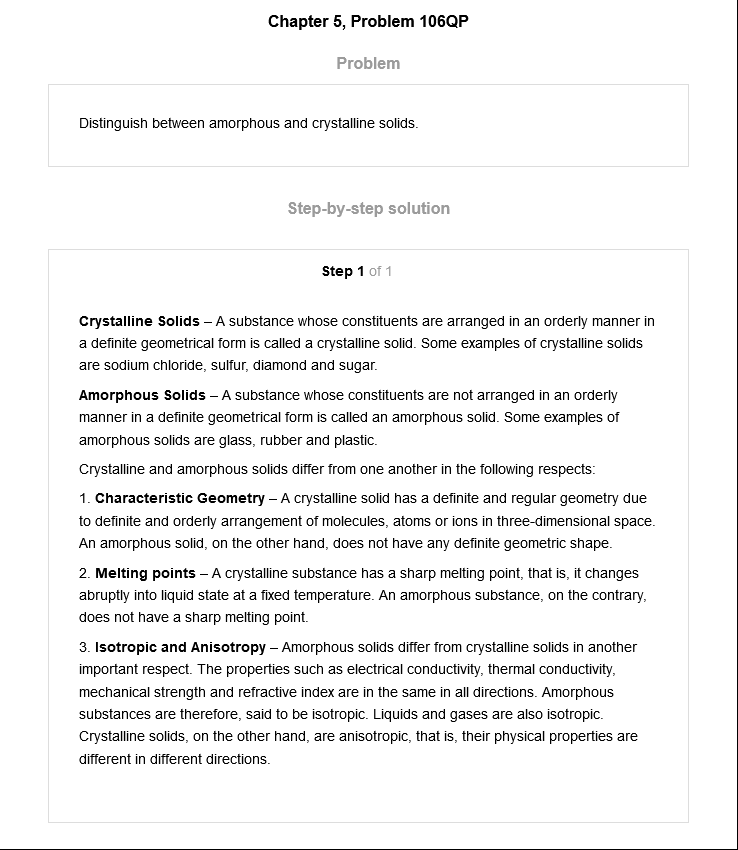 Chapter 5, Problem 106QP
Problem
Distinguish between amorphous and crystalline solids.
Step-by-step solution
Step 1 of 1
Crystalline Solids – A substance whose constituents are arranged in an orderly manner in
a definite geometrical form is called a crystalline solid. Some examples of crystalline solids
are sodium chloride, sulfur, diamond and sugar.
Amorphous Solids – A substance whose constituents are not arranged in an orderly
manner in a definite geometrical form is called an amorphous solid. Some examples of
amorphous solids are glass, rubber and plastic.
Crystalline and amorphous solids differ from one another in the following respects:
1. Characteristic Geometry – A crystalline solid has a definite and regular geometry due
to definite and orderly arrangement of molecules, atoms or ions in three-dimensional space.
An amorphous solid, on the other hand, does not have any definite geometric shape.
2. Melting points – A crystalline substance has a sharp melting point, that is, it changes
abruptly into liquid state at a fixed temperature. An amorphous substance, on the contrary,
does not have a sharp melting point.
3. Isotropic and Anisotropy – Amorphous solids differ from crystalline solids in another
important respect. The properties such as electrical conductivity, thermal conductivity,
mechanical strength and refractive index are in the same in all directions. Amorphous
substances are therefore, said to be isotropic. Liquids and gases are also isotropic.
Crystalline solids, on the other hand, are anisotropic, that is, their physical properties are
different in different directions.